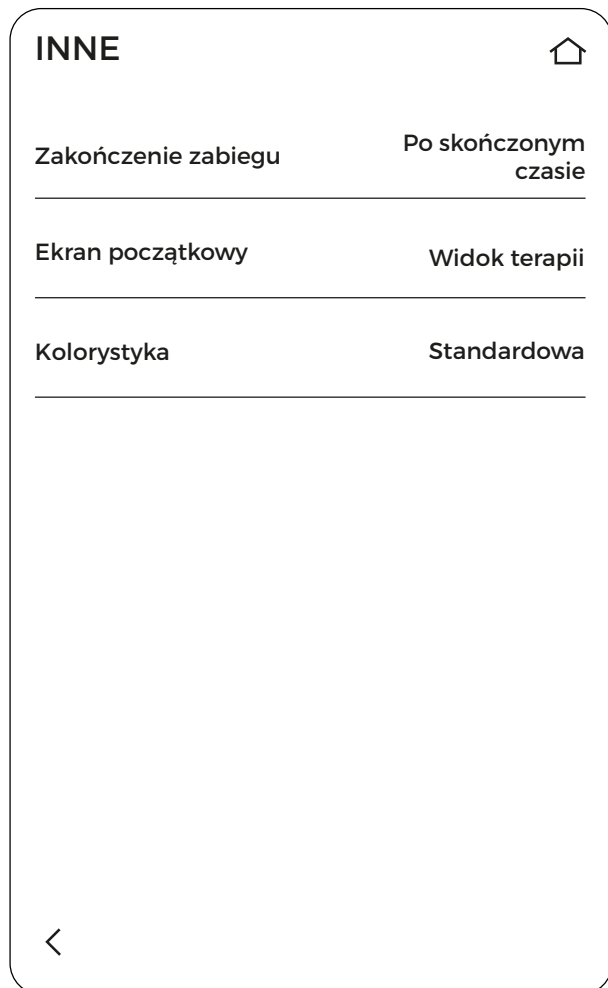 INNE
Zakończenie zabiegu
Po skończonym
czasie
Ekran początkowy
Widok terapii
Kolorystyka
Standardowa